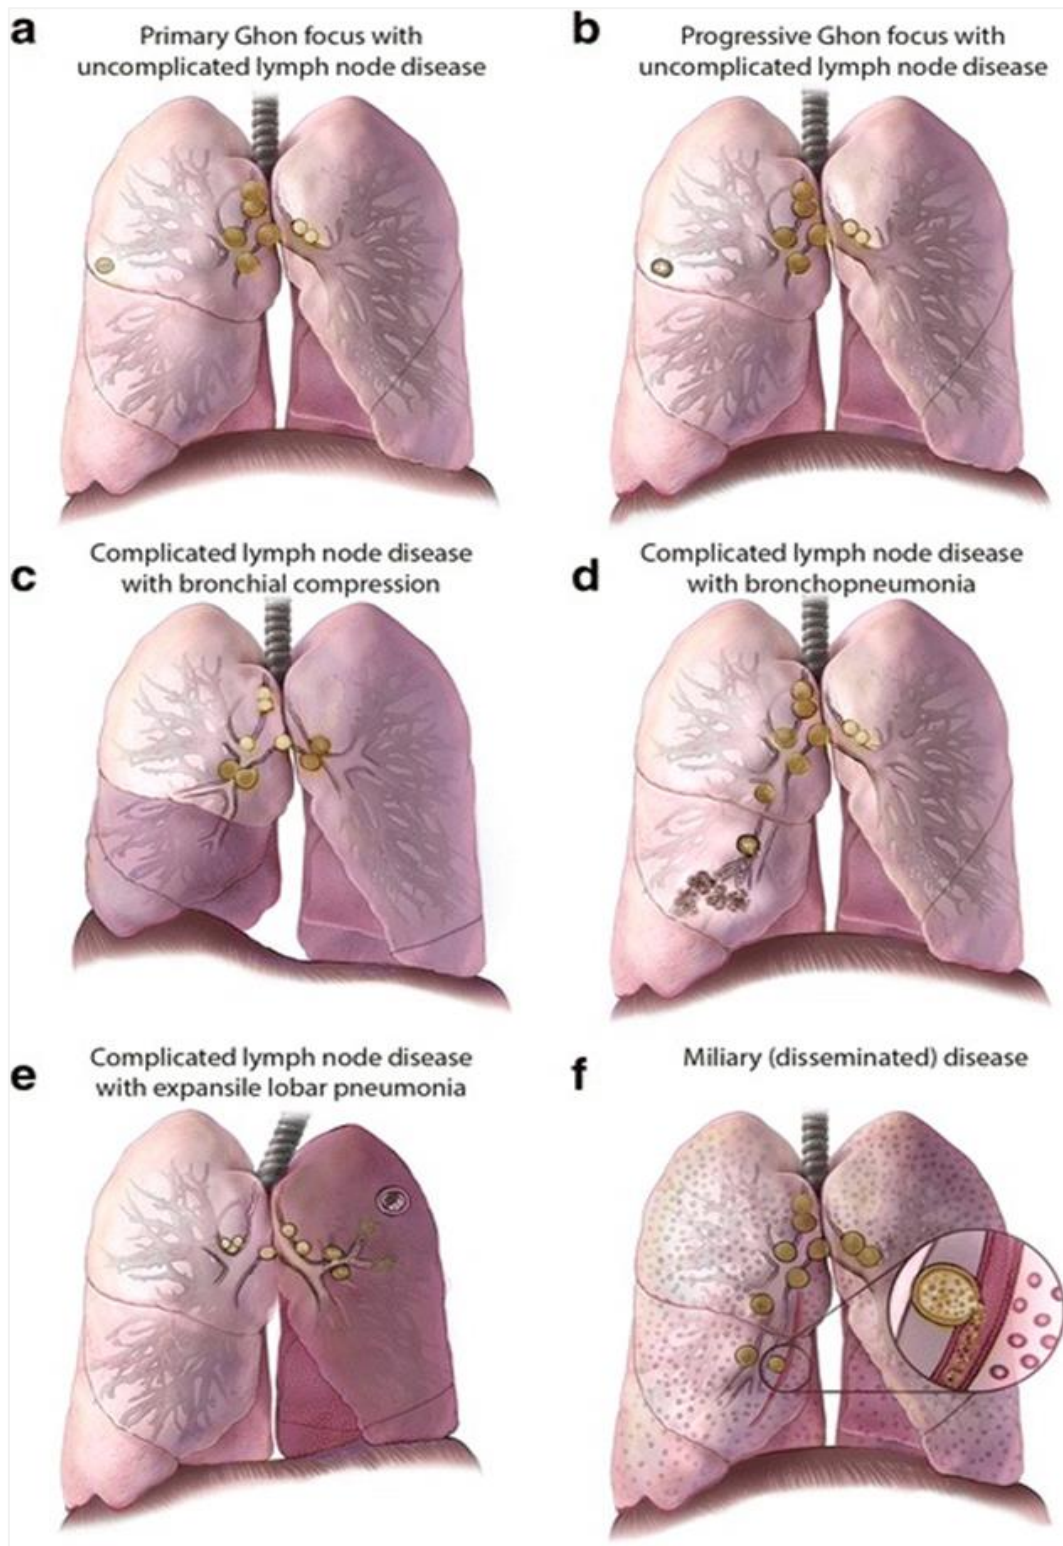 a
Primary Ghon focus with
uncomplicated lymph node disease
b
Progressive Ghon focus with
uncomplicated lymph node disease
c
Complicated lymph node disease
with bronchial compression
d
Complicated lymph node disease
with bronchopneumonia
e
Complicated lymph node disease
with expansile lobar pneumonia
f
Miliary (disseminated) disease